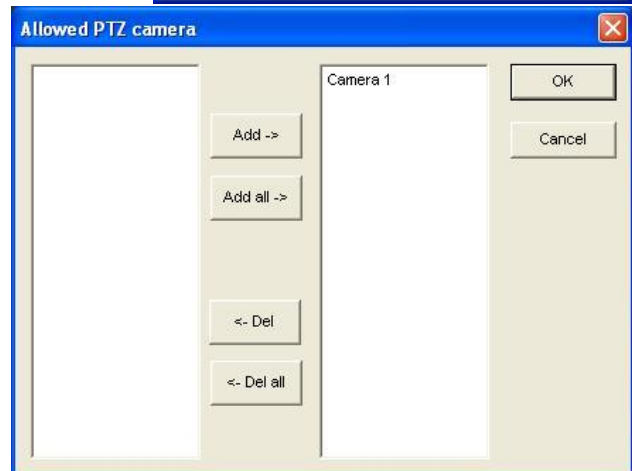 Allowed PTZ camera
Camera 1
OK
Add ->
Cancel
Add all ->
<- Del
<- Del all